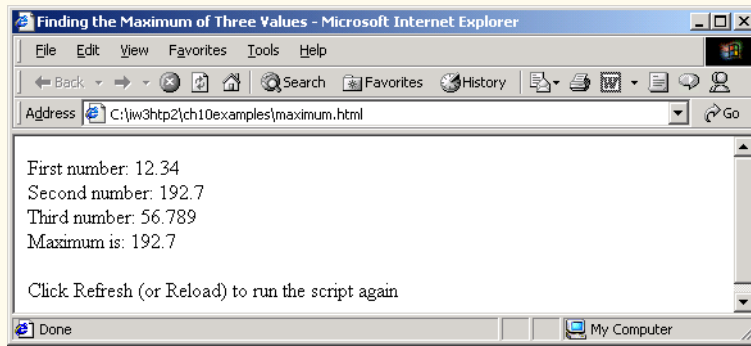 Finding the Maximum of Three Values - Microsoft Internet Explorer
File Edit View Favorites Tools Help
Back Search Favorites History
Address C:\iw3htp2\ch10examples\maximum.html Go
First number: 12.34
Second number: 192.7
Third number: 56.789
Maximum is: 192.7
Click Refresh (or Reload) to run the script again
Done My Computer